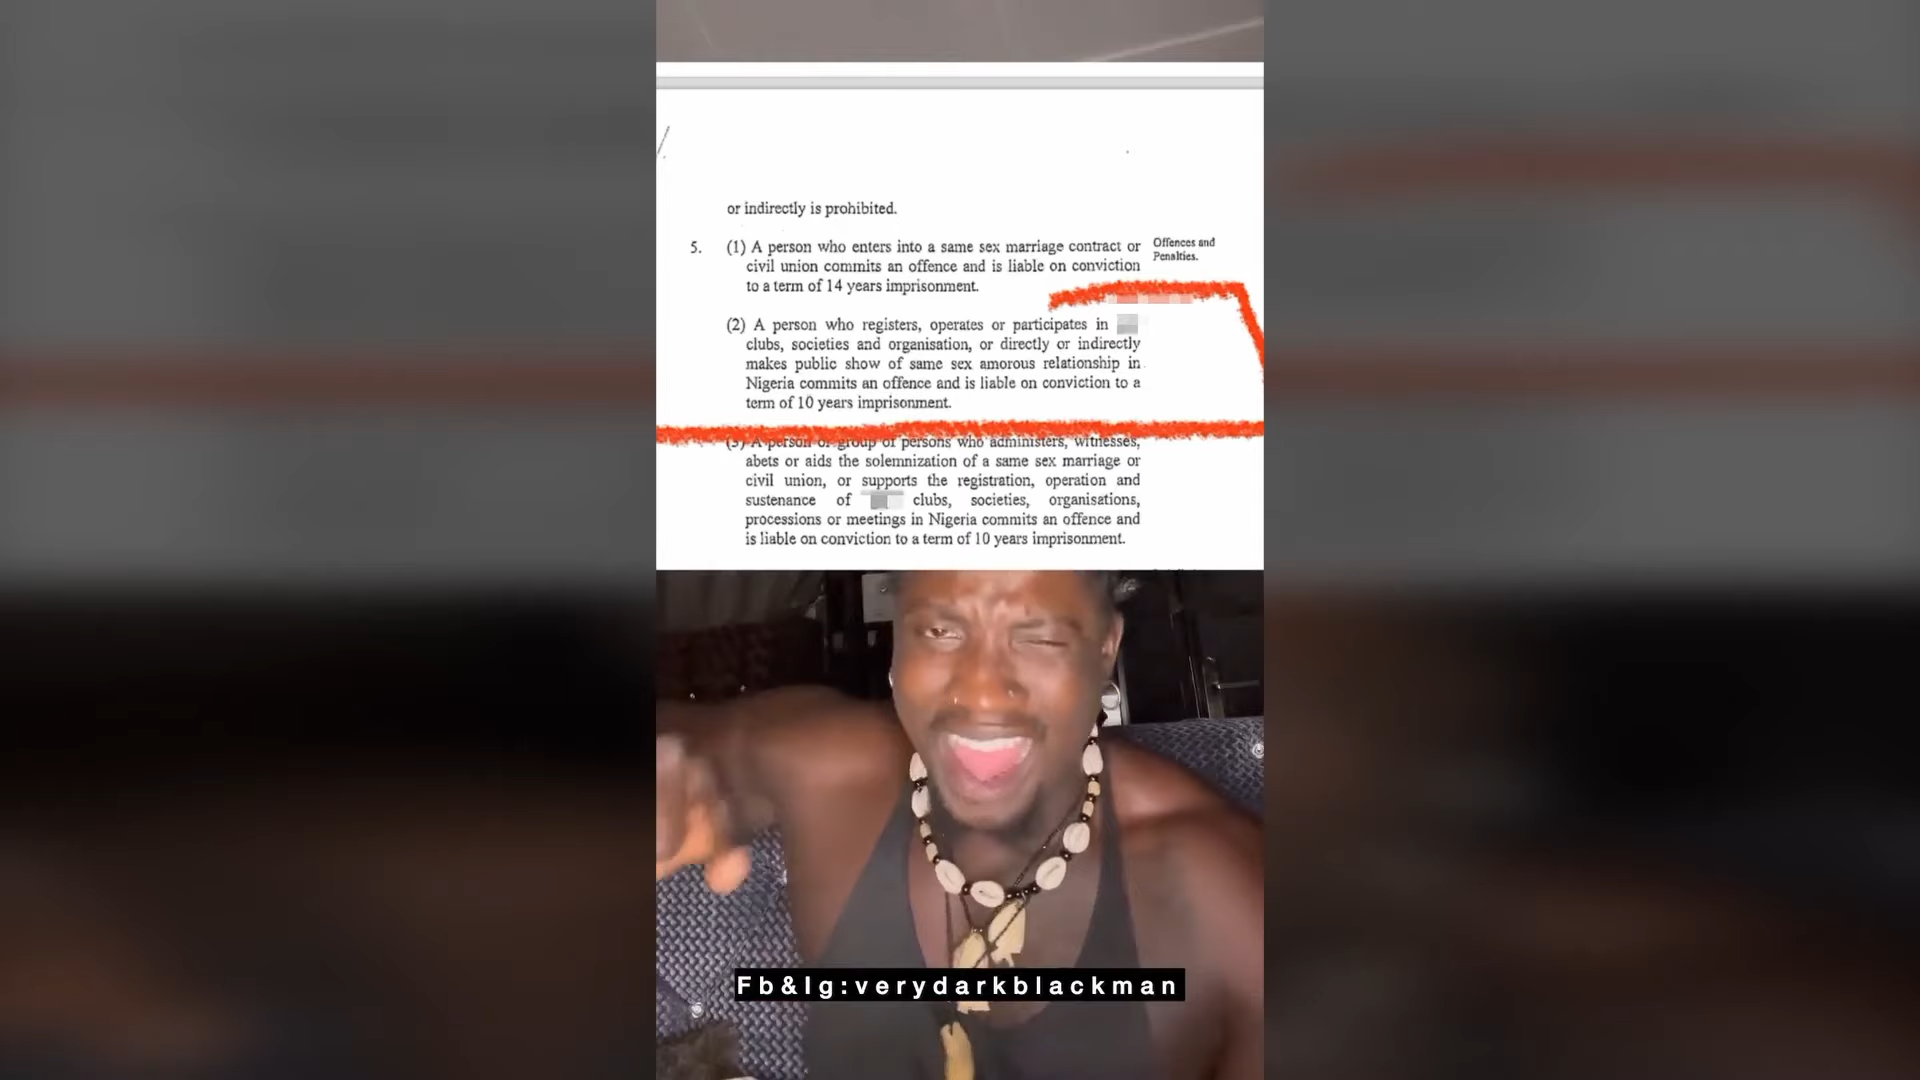 or indirectly is prohibited.
5. (1) A person who enters into a same sex marriage contract or
civil union commits an offence and is liable on conviction
to a term of 14 years imprisonment.
Offences and
Penalties.
(2) A person who registers, operates or participates in
clubs, societies and organisation, or directly or indirectly
makes public show of same sex amorous relationship in
Nigeria commits an offence and is liable on conviction to a
term of 10 years imprisonment.
(3) A person or group of persons who administers, witnesses,
abets or aids the solemnization of a same sex marriage or
civil union, or supports the registration, operation and
sustenance of clubs, societies, organisations,
processions or meetings in Nigeria commits an offence and
is liable on conviction to a term of 10 years imprisonment.
Fb&Ig:verydarkblackman